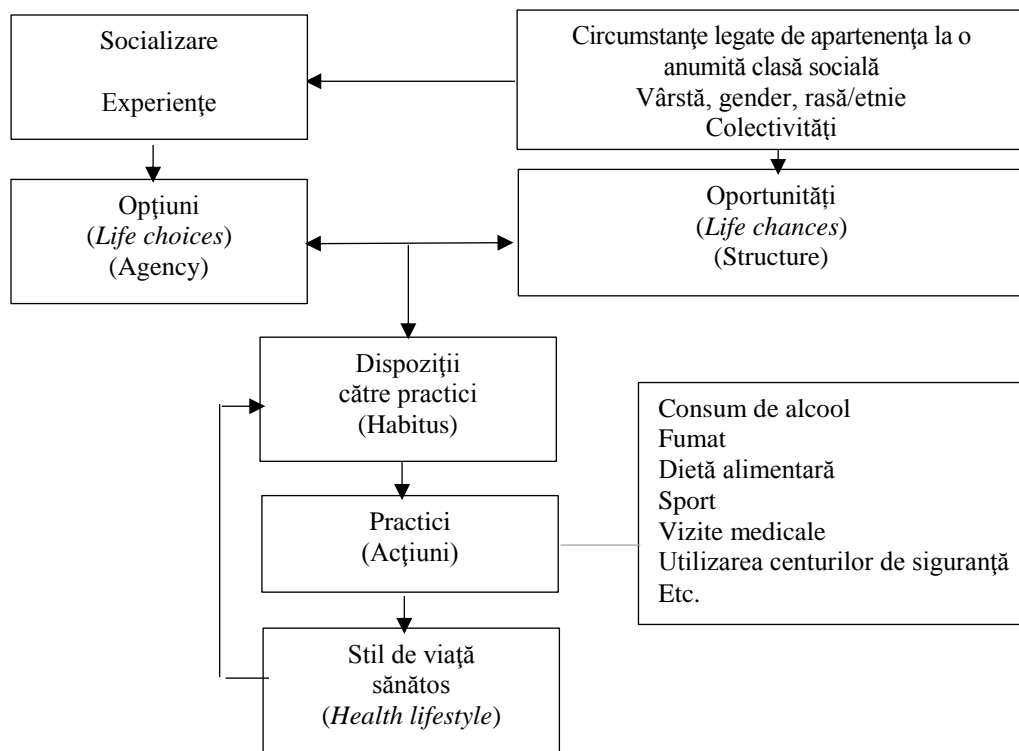 Socializare
Experienţe
Circumstanţe legate de apartenenţa la o
anumită clasă socială
Vârstă, gender, rasă/etnie
Colectivităţi
Opţiuni
(Life choices)
(Agency)
Oportunități
(Life chances)
(Structure)
Dispoziţii
către practici
(Habitus)
Consum de alcool
Fumat
Dietă alimentară
Sport
Vizite medicale
Utilizarea centurilor de siguranţă
Etc.
Practici
(Acţiuni)
Stil de viaţă
sănătos
(Health lifestyle)